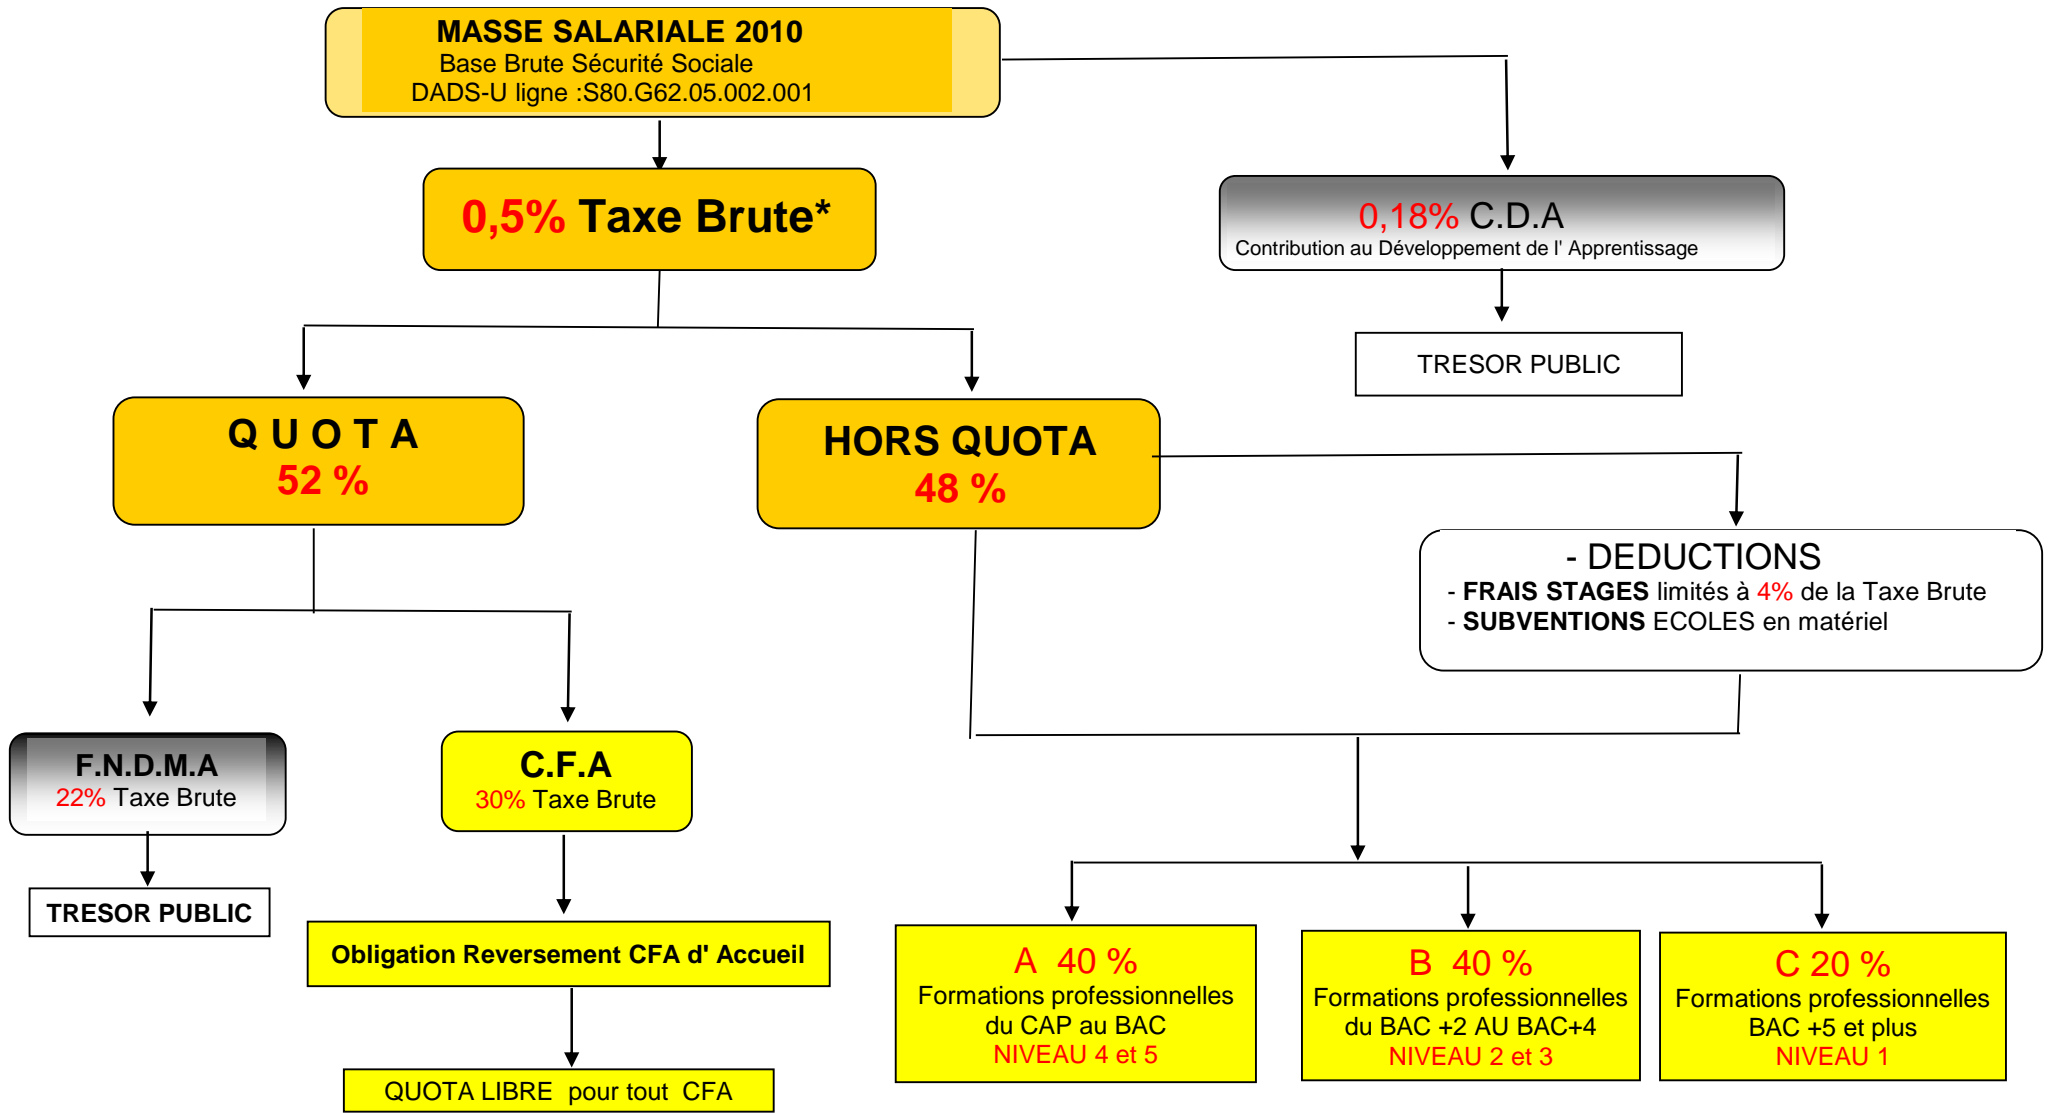 MASSE SALARIALE 2010
Base Brute Sécurité Sociale
DADS-U ligne :S80.G62.05.002.001
0,5% Taxe Brute*
0,18% C.D.A
Contribution au Développement de l' Apprentissage
TRESOR PUBLIC
Q U O T A
52 %
HORS QUOTA
48 %
- DEDUCTIONS
- FRAIS STAGES limités à 4% de la Taxe Brute
- SUBVENTIONS ECOLES en matériel
F.N.D.M.A
22% Taxe Brute
C.F.A
30% Taxe Brute
TRESOR PUBLIC
Obligation Reversement CFA d' Accueil
QUOTA LIBRE pour tout CFA
A 40 %
Formations professionnelles
du CAP au BAC
NIVEAU 4 et 5
B 40 %
Formations professionnelles
du BAC +2 AU BAC+4
NIVEAU 2 et 3
C 20 %
Formations professionnelles
BAC +5 et plus
NIVEAU 1